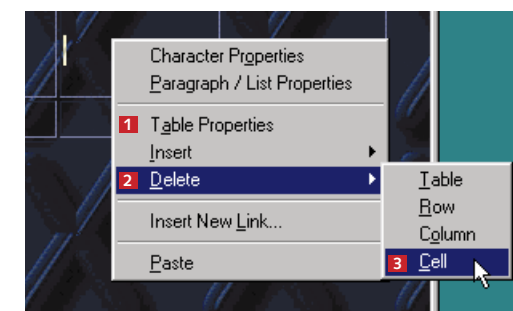 Character Properties
Paragraph / List Properties
1 Table Properties
Insert
2 Delete
Insert New Link...
Paste
Table
Row
Column
3 Cell